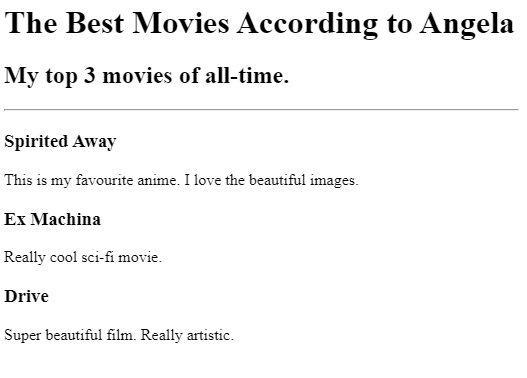 The Best Movies According to Angela
My top 3 movies of all-time.
Spirited Away
This is my favourite anime. I love the beautiful images.
Ex Machina
Really cool sci-fi movie.
Drive
Super beautiful film. Really artistic.